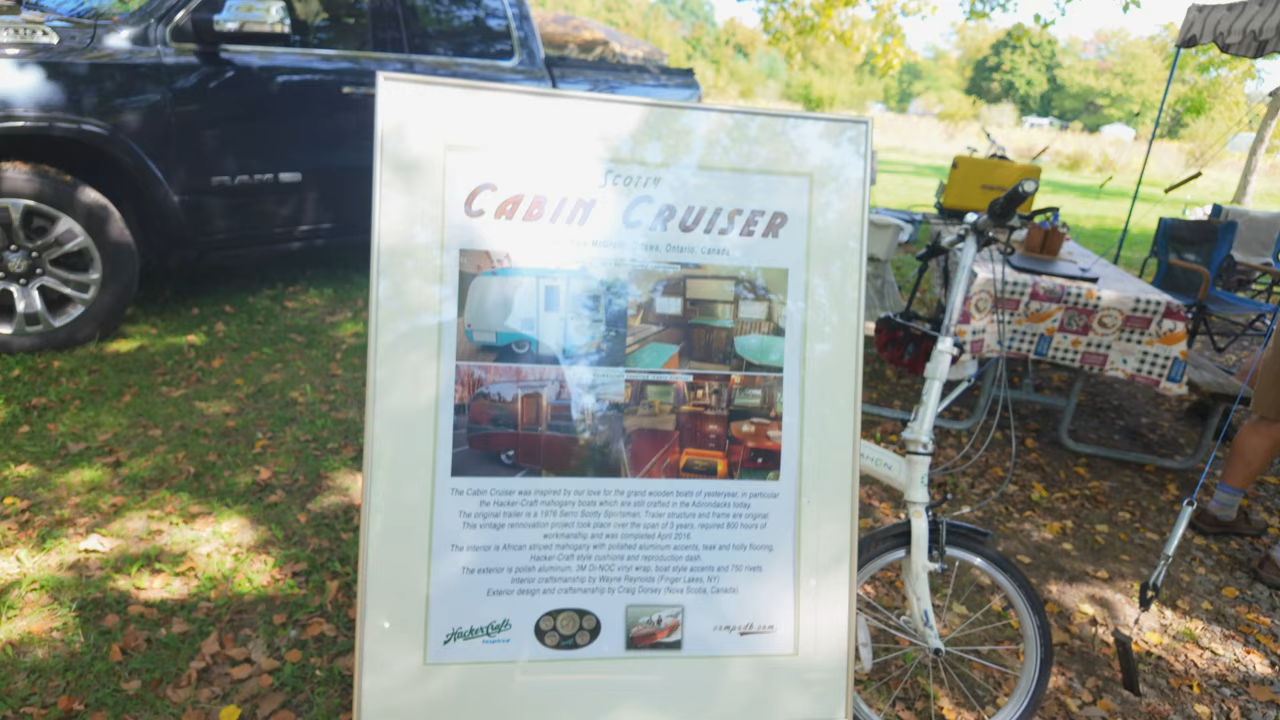 RAM
SCOTTY
CABIN CRUISER
Ottawa, Ontario, Canada
The Cabin Cruiser was inspired by our love for the grand wooden boats of yesteryear, in particular
the Hacker-Craft mahogany boats which are still crafted in the Adirondacks today.
The original trailer is a 1976 Serro Scotty Sportsman. Trailer structure and frame are original.
This vintage rennovation project took place over the span of 3 years, required 800 hours of
workmanship and was completed April 2016.
The interior is African striped mahogany with polished aluminum accents, teak and holly flooring,
Hacker-Craft style cushions and reproduction dash.
The exterior is polish aluminum, 3M Di-NOC vinyl wrap, boat style accents and 750 rivets.
Interior craftsmanship by Wayne Reynolds (Finger Lakes, NY)
Exterior design and craftsmanship by Craig Dorsey (Nova Scotia, Canada)
HackerCraft